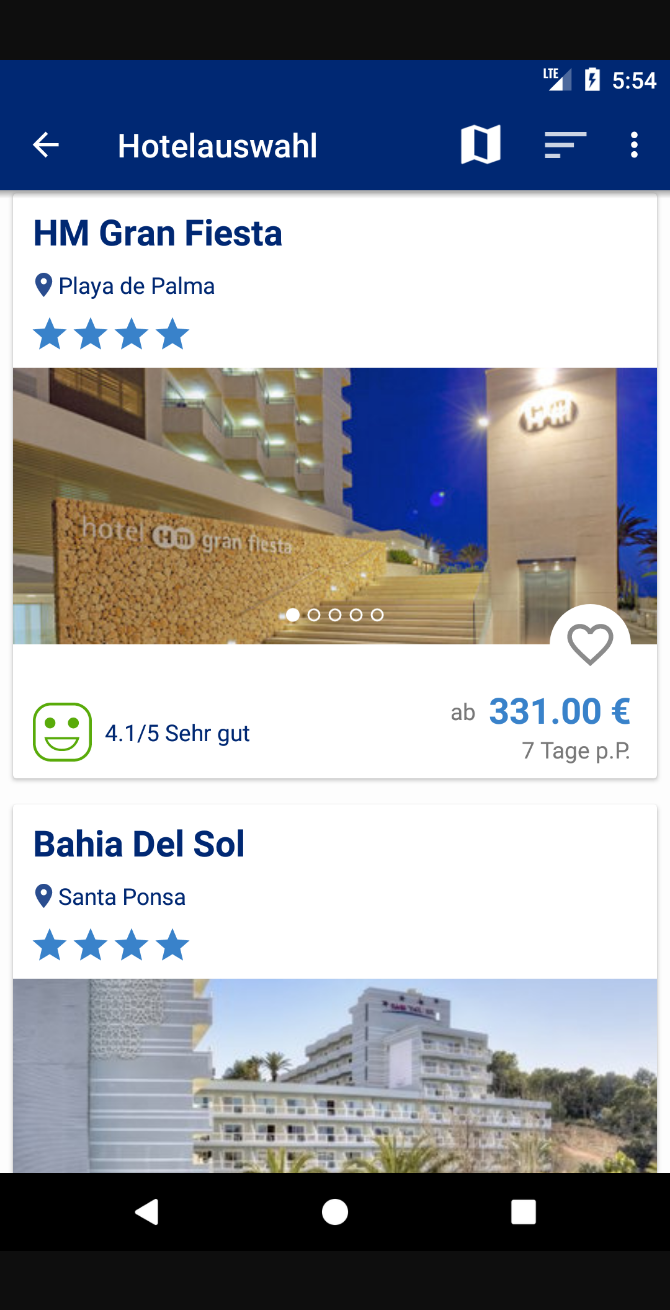 LTE 5:54
Hotelauswahl
HM Gran Fiesta
Playa de Palma
Hm
hotel Hm gran fiesta
4.1/5 Sehr gut
ab 331.00 €
7 Tage p.P.
Bahia Del Sol
Santa Ponsa